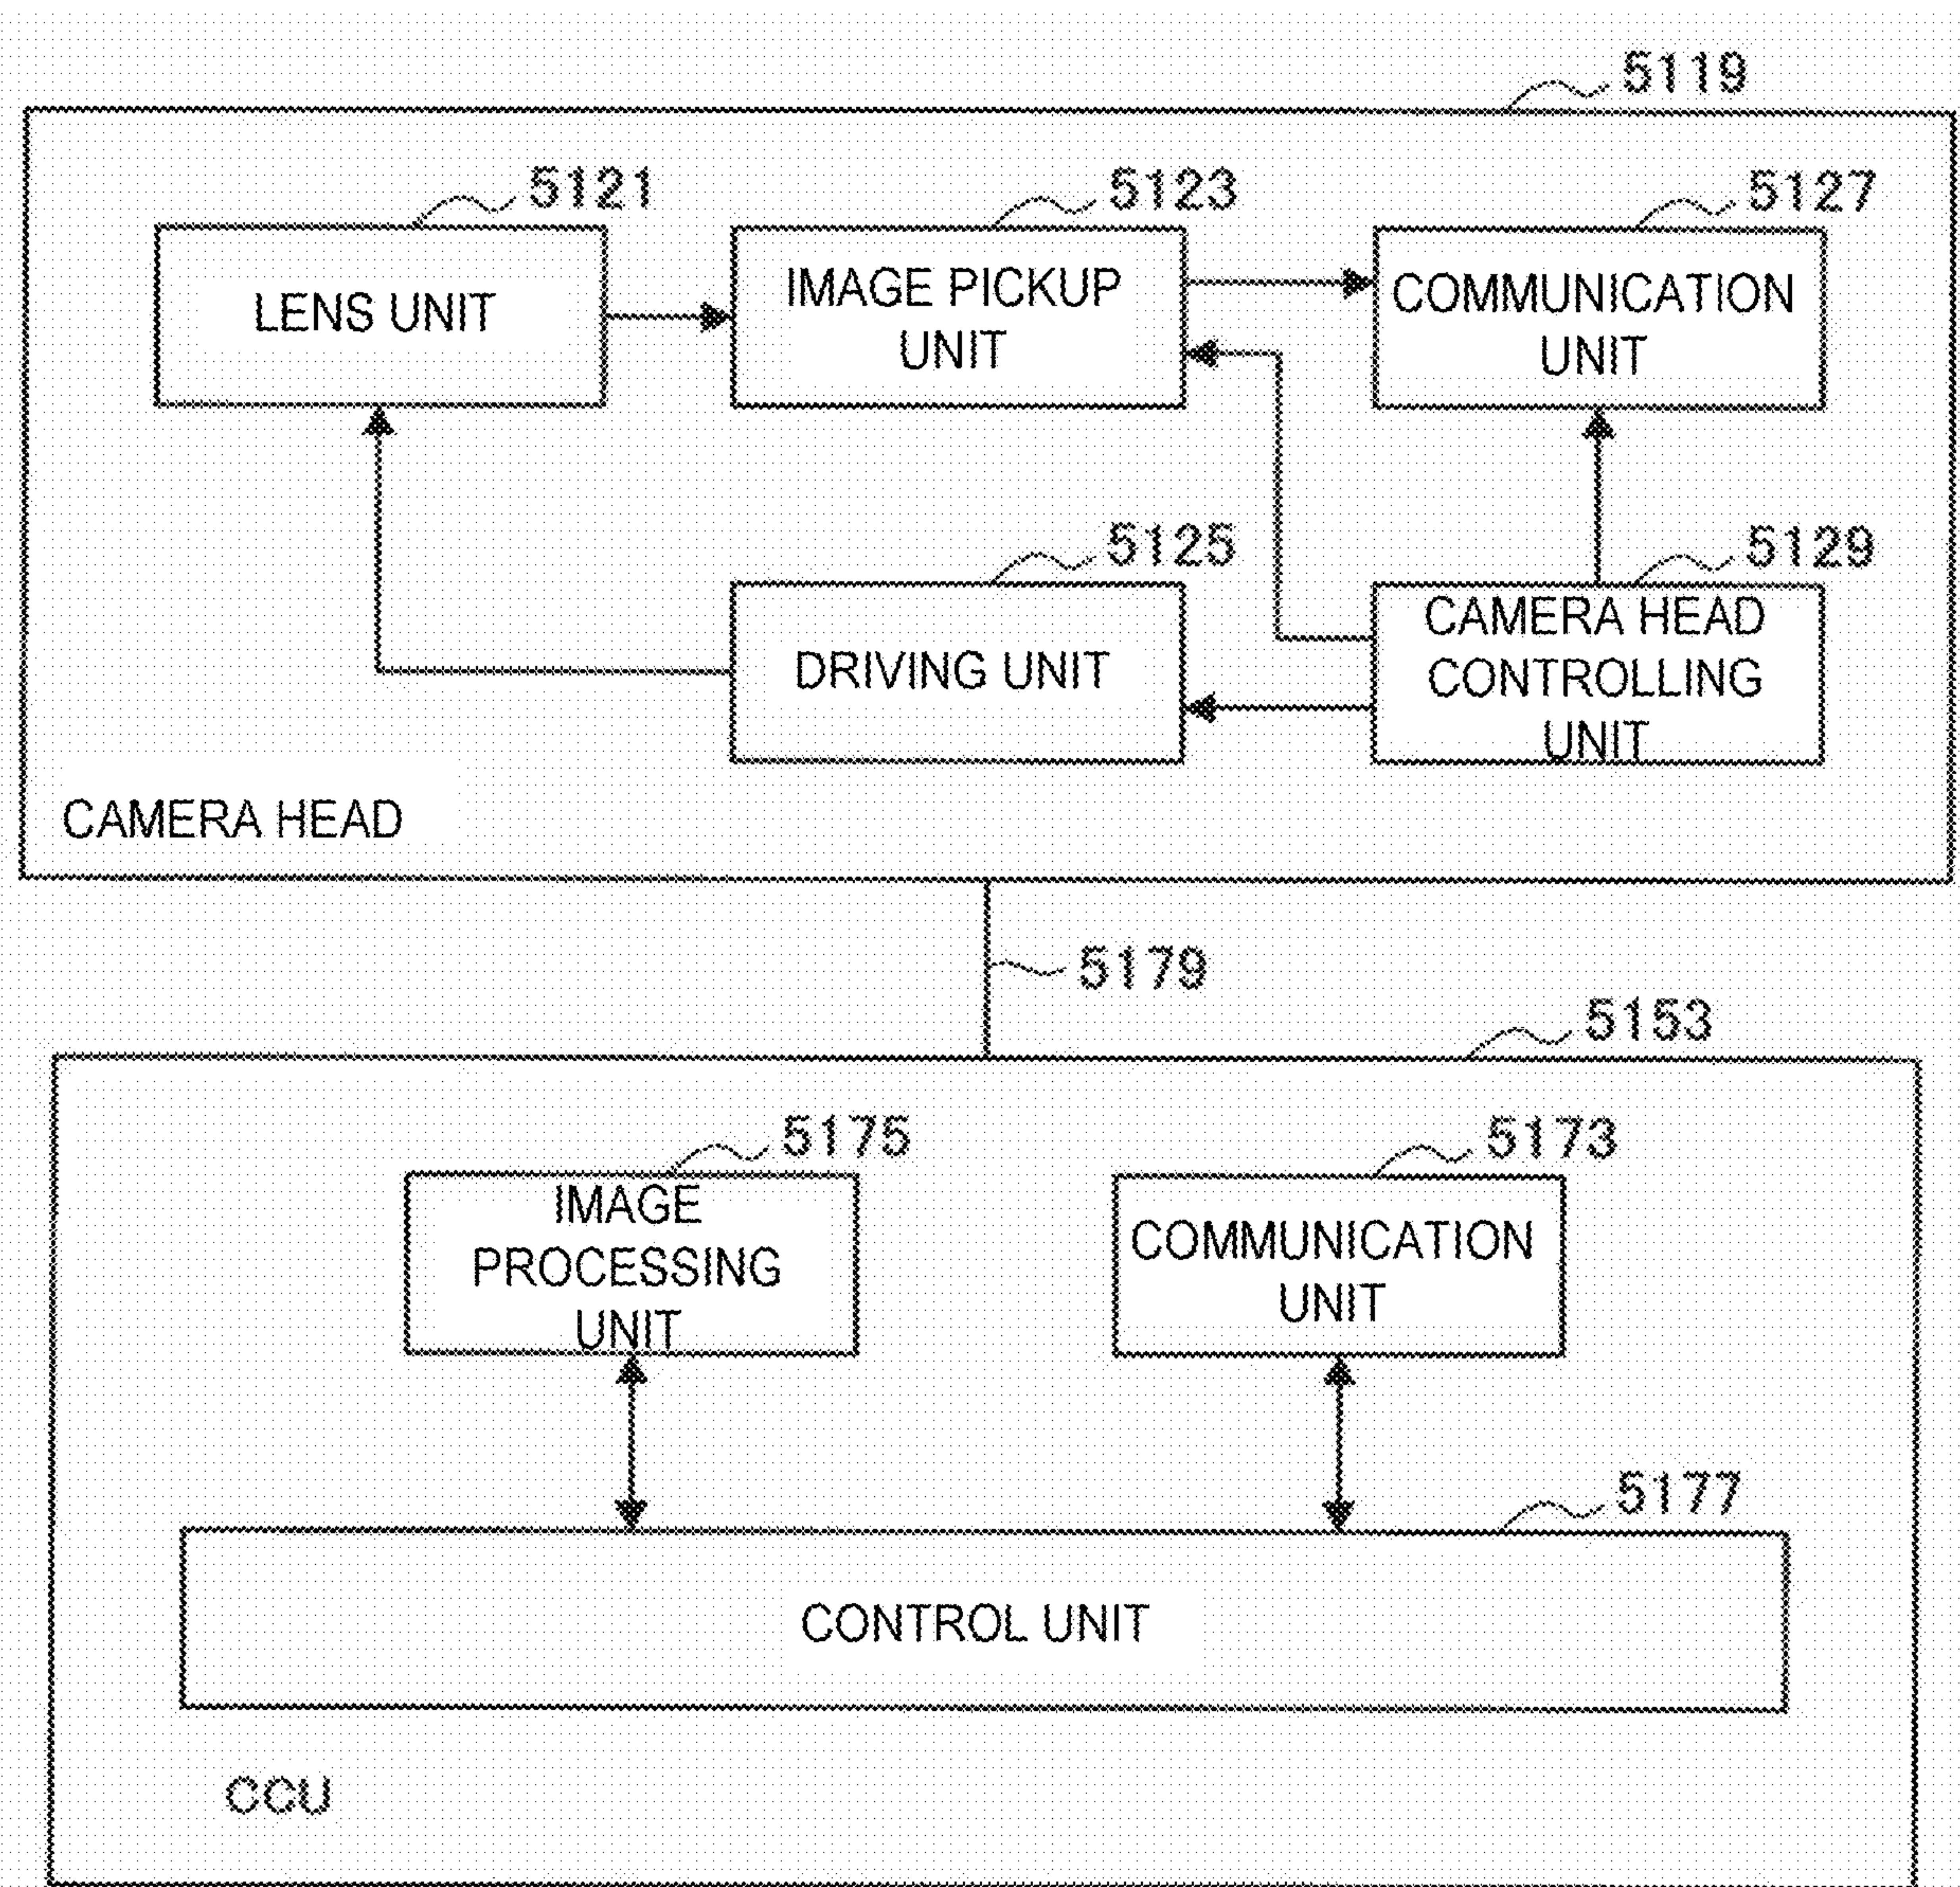 5119
5121
5123
5127
LENS UNIT
IMAGE PICKUP
UNIT
COMMUNICATION
UNIT
5125
5129
DRIVING UNIT
CAMERA HEAD
CONTROLLING
UNIT
CAMERA HEAD
5179
5153
5175
5173
IMAGE
PROCESSING
UNIT
COMMUNICATION
UNIT
5177
CONTROL UNIT
CCU